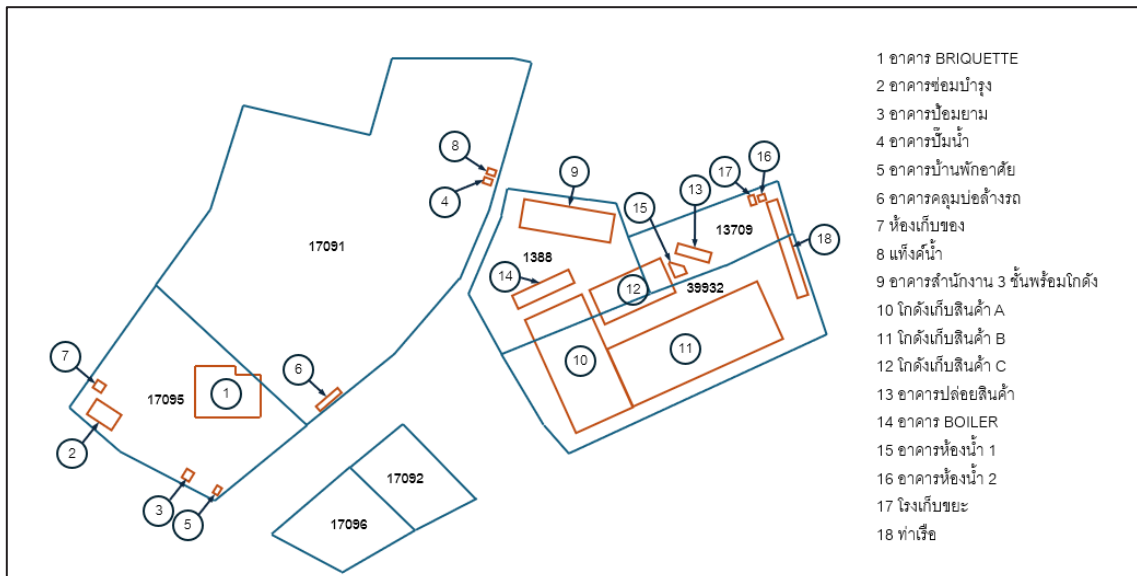 1 อาคาร BRIQUETTE
2 อาคารซ่อมบำรุง
3 อาคารป้อมยาม
4 อาคารปั๊มน้ำ
5 อาคารบ้านพักอาศัย
6 อาคารคลุมบ่อล้างรถ
7 ห้องเก็บของ
8 แท็งค์น้ำ
9 อาคารสำนักงาน 3 ชั้นพร้อมโกดัง
10 โกดังเก็บสินค้า A
11 โกดังเก็บสินค้า B
12 โกดังเก็บสินค้า C
13 อาคารปล่อยสินค้า
14 อาคาร BOILER
15 อาคารห้องน้ำ 1
16 อาคารห้องน้ำ 2
17 โรงเก็บขยะ
18 ท่าเรือ
8
4
9
17
16
13
15
18
13709
17091
1388
14
12
39932
10
11
7
17095
1
6
2
3
5
17092
17096